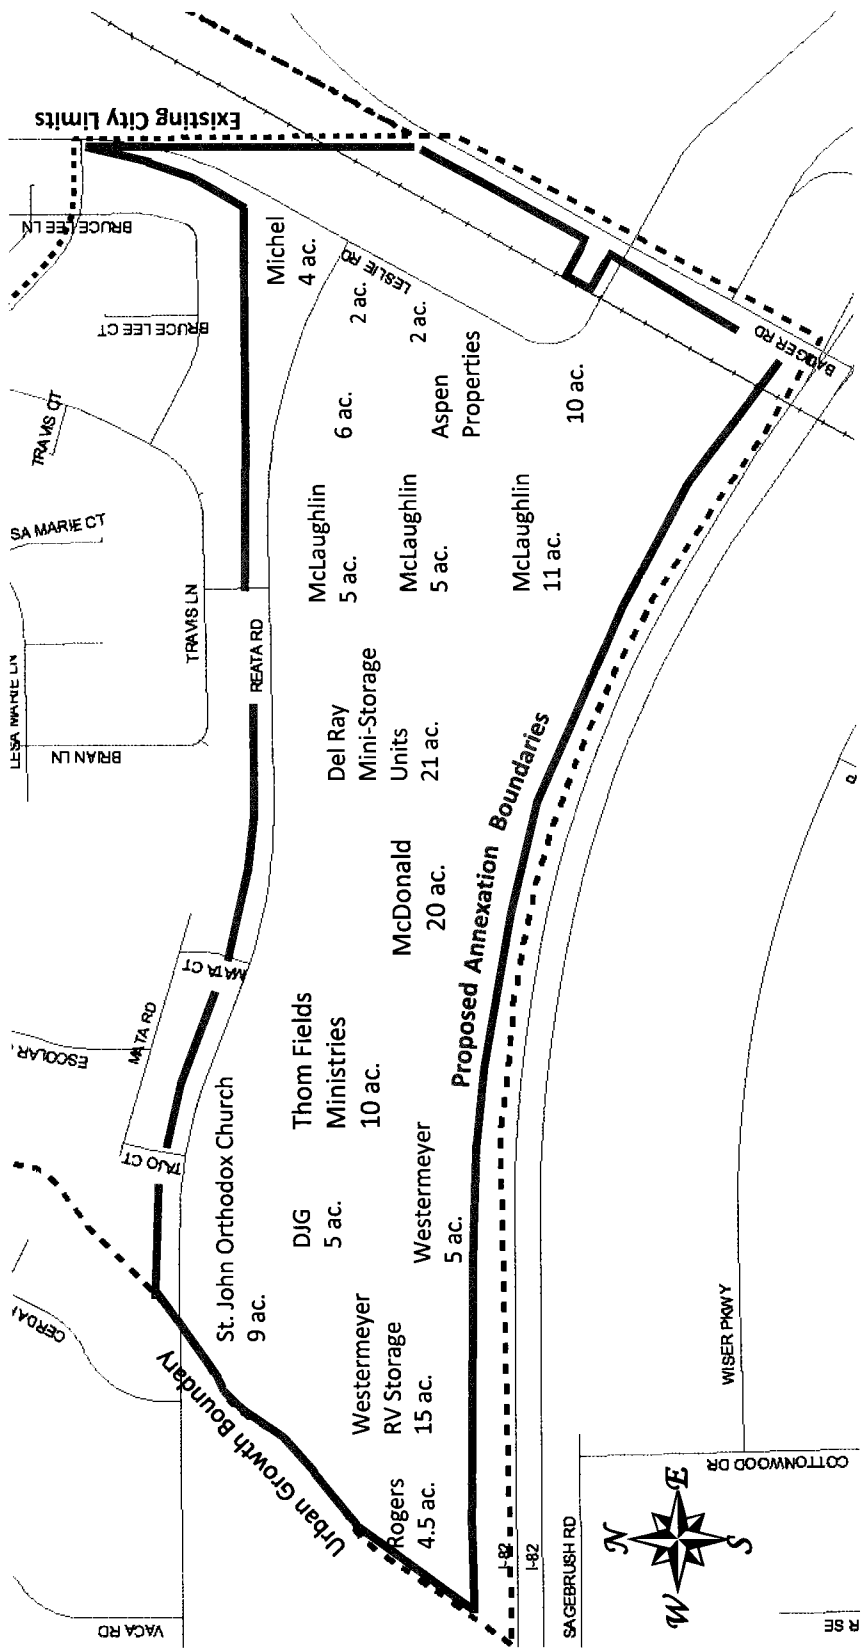 Existing City Limits
BRUCE LEE LN
BRUCE LEE CT
TRAVIS CT
SA MARIE CT
LESA MARIE LN
BRIAN LN
TRAVIS LN
REATA RD
LESLIE RD
BADGER RD
Michel
4 ac.
2 ac.
2 ac.
6 ac.
Aspen
Properties
10 ac.
McLaughlin
5 ac.
McLaughlin
5 ac.
McLaughlin
11 ac.
Del Ray
Mini-Storage
Units
21 ac.
McDonald
20 ac.
Proposed Annexation Boundaries
MATA CT
MATA RD
ESCOLAR
TAJO CT
Thom Fields
Ministries
10 ac.
St. John Orthodox Church
9 ac.
DJG
5 ac.
Westermeyer
5 ac.
Westermeyer
RV Storage
15 ac.
Rogers
4.5 ac.
Urban Growth Boundary
VACA RD
I-82
I-82
SAGEBRUSH RD
COTTONWOOD DR
WISER PKWY
N
E
S
W
R SE